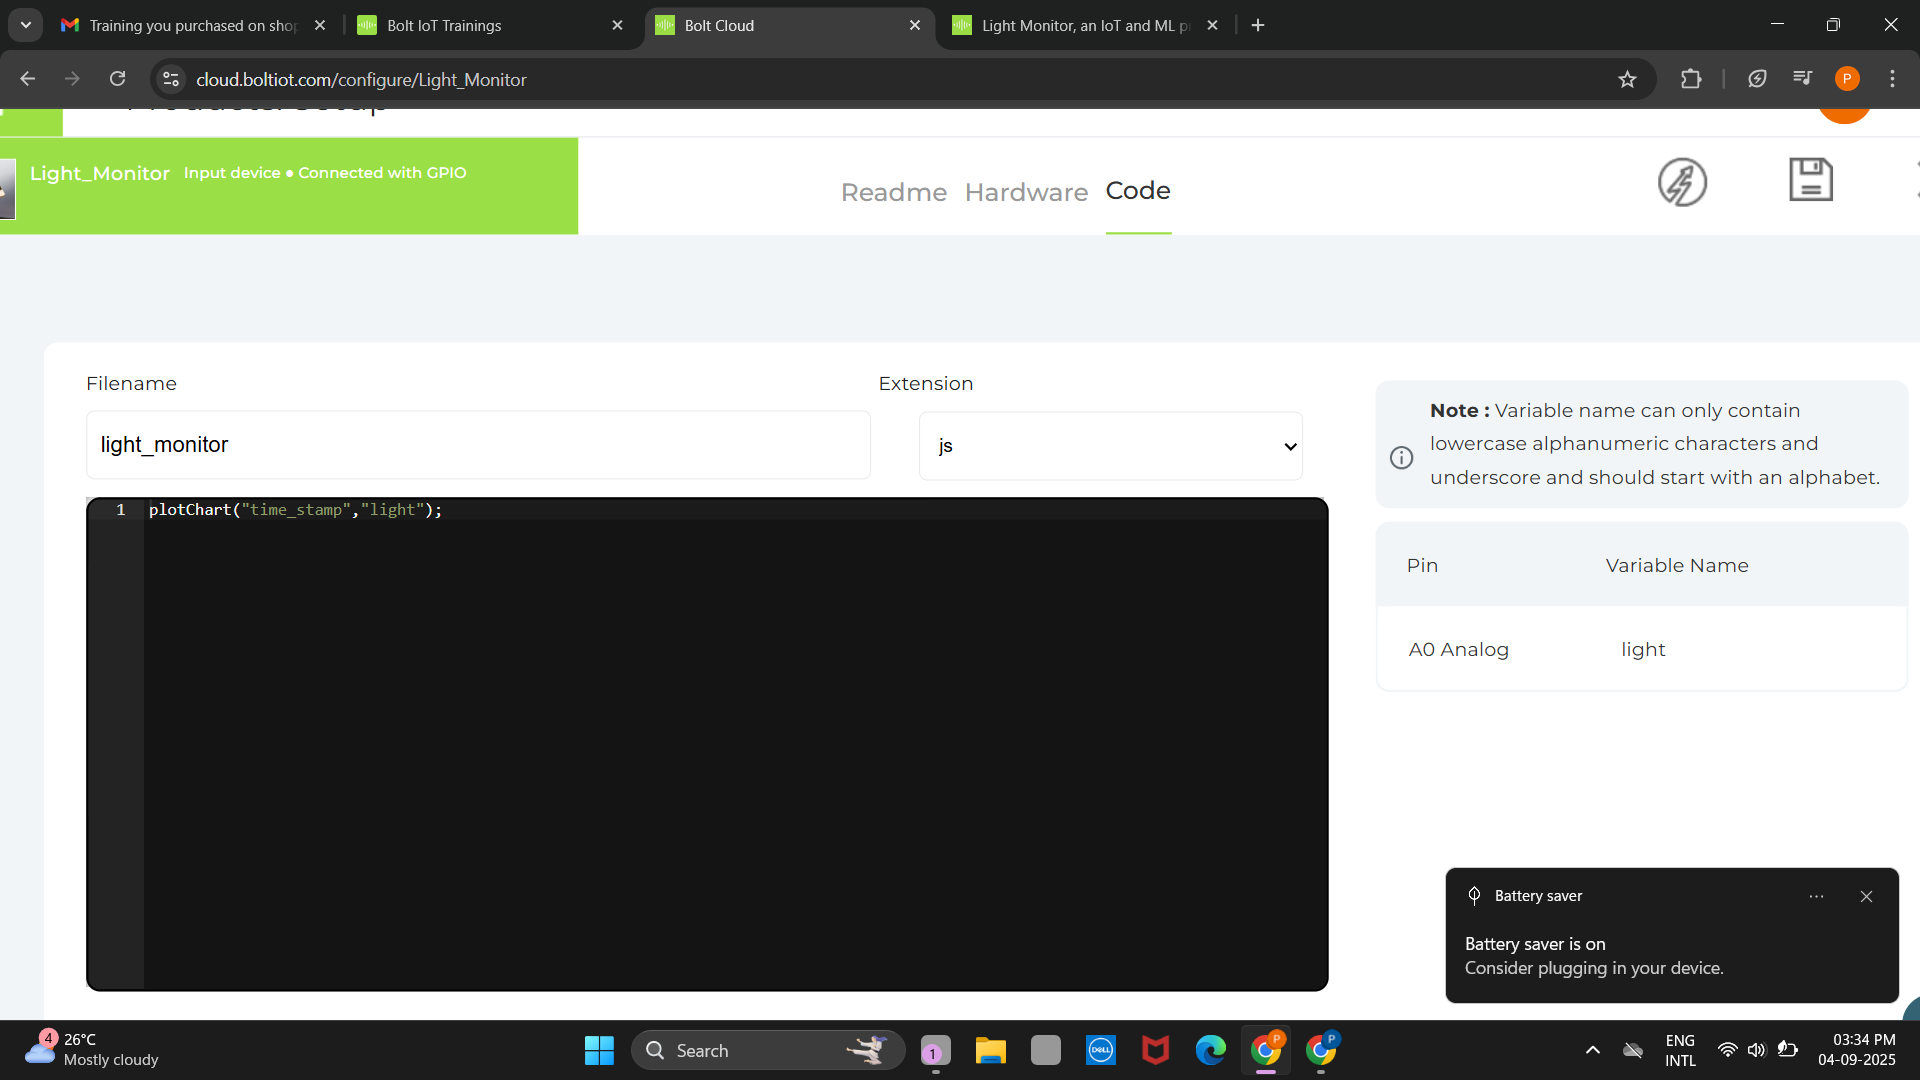 Training you purchased on shop
Bolt IoT Trainings
Bolt Cloud
Light Monitor, an IoT and ML p
cloud.boltiot.com/configure/Light_Monitor
P
Light_Monitor Input device ● Connected with GPIO
Readme Hardware Code
Filename
Extension
light_monitor
js
Note : Variable name can only contain
lowercase alphanumeric characters and
underscore and should start with an alphabet.
1 plotChart("time_stamp","light");
Pin Variable Name
A0 Analog light
Battery saver
Battery saver is on
Consider plugging in your device.
4
26°C
Mostly cloudy
Search
1
DELL
P
P
ENG
INTL
03:34 PM
04-09-2025